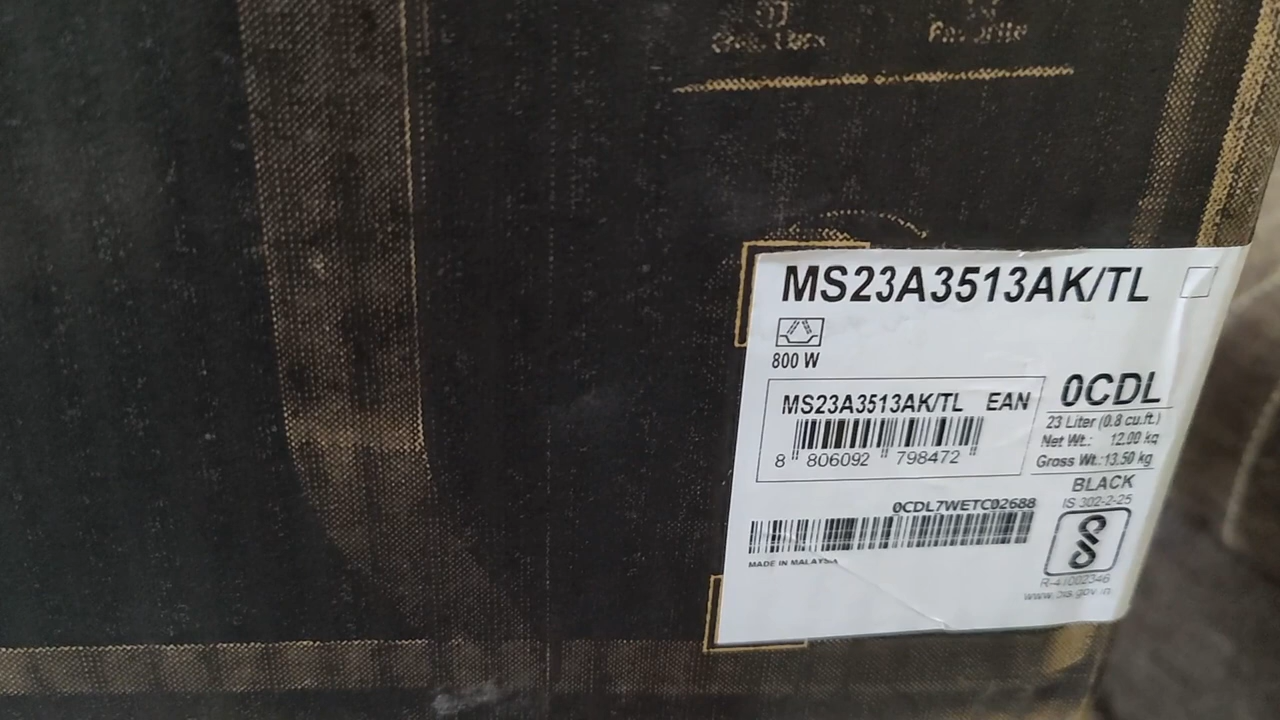 MS23A3513AK/TL
800 W
MS23A3513AK/TL EAN
8 806092 798472
0CDL
23 Liter (0.8 cu.ft.)
Net Wt.: 12.00 kg
Gross Wt.:13.50 kg
BLACK
IS 302-2-25
0CDL7WETC02688
MADE IN MALAYSIA
R-41002346
www.bis.gov.in